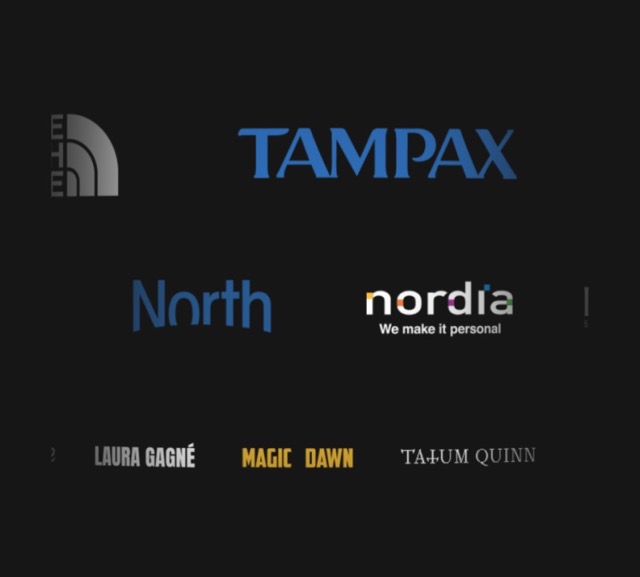 TAMPAX
North
nordia
We make it personal
LAURA GAGNÉ
MAGIC DAWN
TATUM QUINN